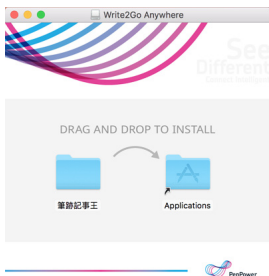 Write2Go Anywhere
See
Different
DRAG AND DROP TO INSTALL
筆跡記事王
Applications
PenPower